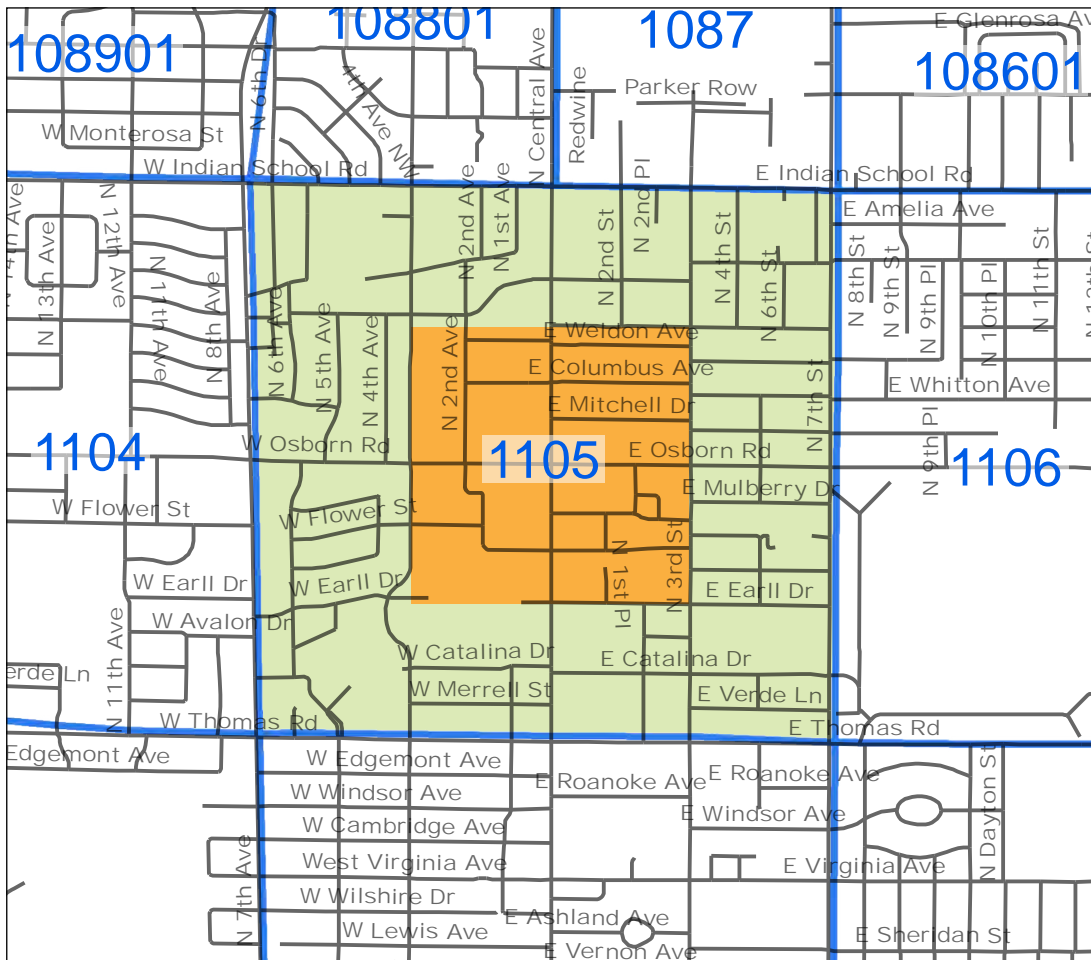 108801
1087
E Glenrosa Av
108901
108601
N 6th Dr
4th Ave NW
N Central Ave
Redwine
Parker Row
W Monterosa St
W Indian School Rd
E Indian School Rd
N 12th Ave
N 2nd Ave
N 1st Ave
N 2nd Pl
E Amelia Ave
N 13th Ave
N 11th Ave
N 8th Ave
N 2nd St
N 4th St
N 6th St
N 8th St
N 9th St
N 9th Pl
N 10th Pl
N 11th St
N 6th Ave
N 5th Ave
N 4th Ave
N 2nd Ave
E Weldon Ave
E Columbus Ave
N 7th St
E Whitton Ave
E Mitchell Dr
1104
W Osborn Rd
1105
E Osborn Rd
N 9th Pl
1106
E Mulberry Dr
W Flower St
W Flower St
N 1st Pl
N 3rd St
W Earll Dr
W Earll Dr
E Earll Dr
W Avalon Dr
N 11th Ave
W Catalina Dr
E Catalina Dr
erde Ln
W Merrell St
E Verde Ln
W Thomas Rd
E Thomas Rd
Edgemont Ave
W Edgemont Ave
E Roanoke Ave
E Roanoke Ave
N Dayton St
W Windsor Ave
E Windsor Ave
W Cambridge Ave
N 7th Ave
West Virginia Ave
E Virginia Ave
W Wilshire Dr
E Ashland Ave
W Lewis Ave
E Sheridan St
E Vernon Ave